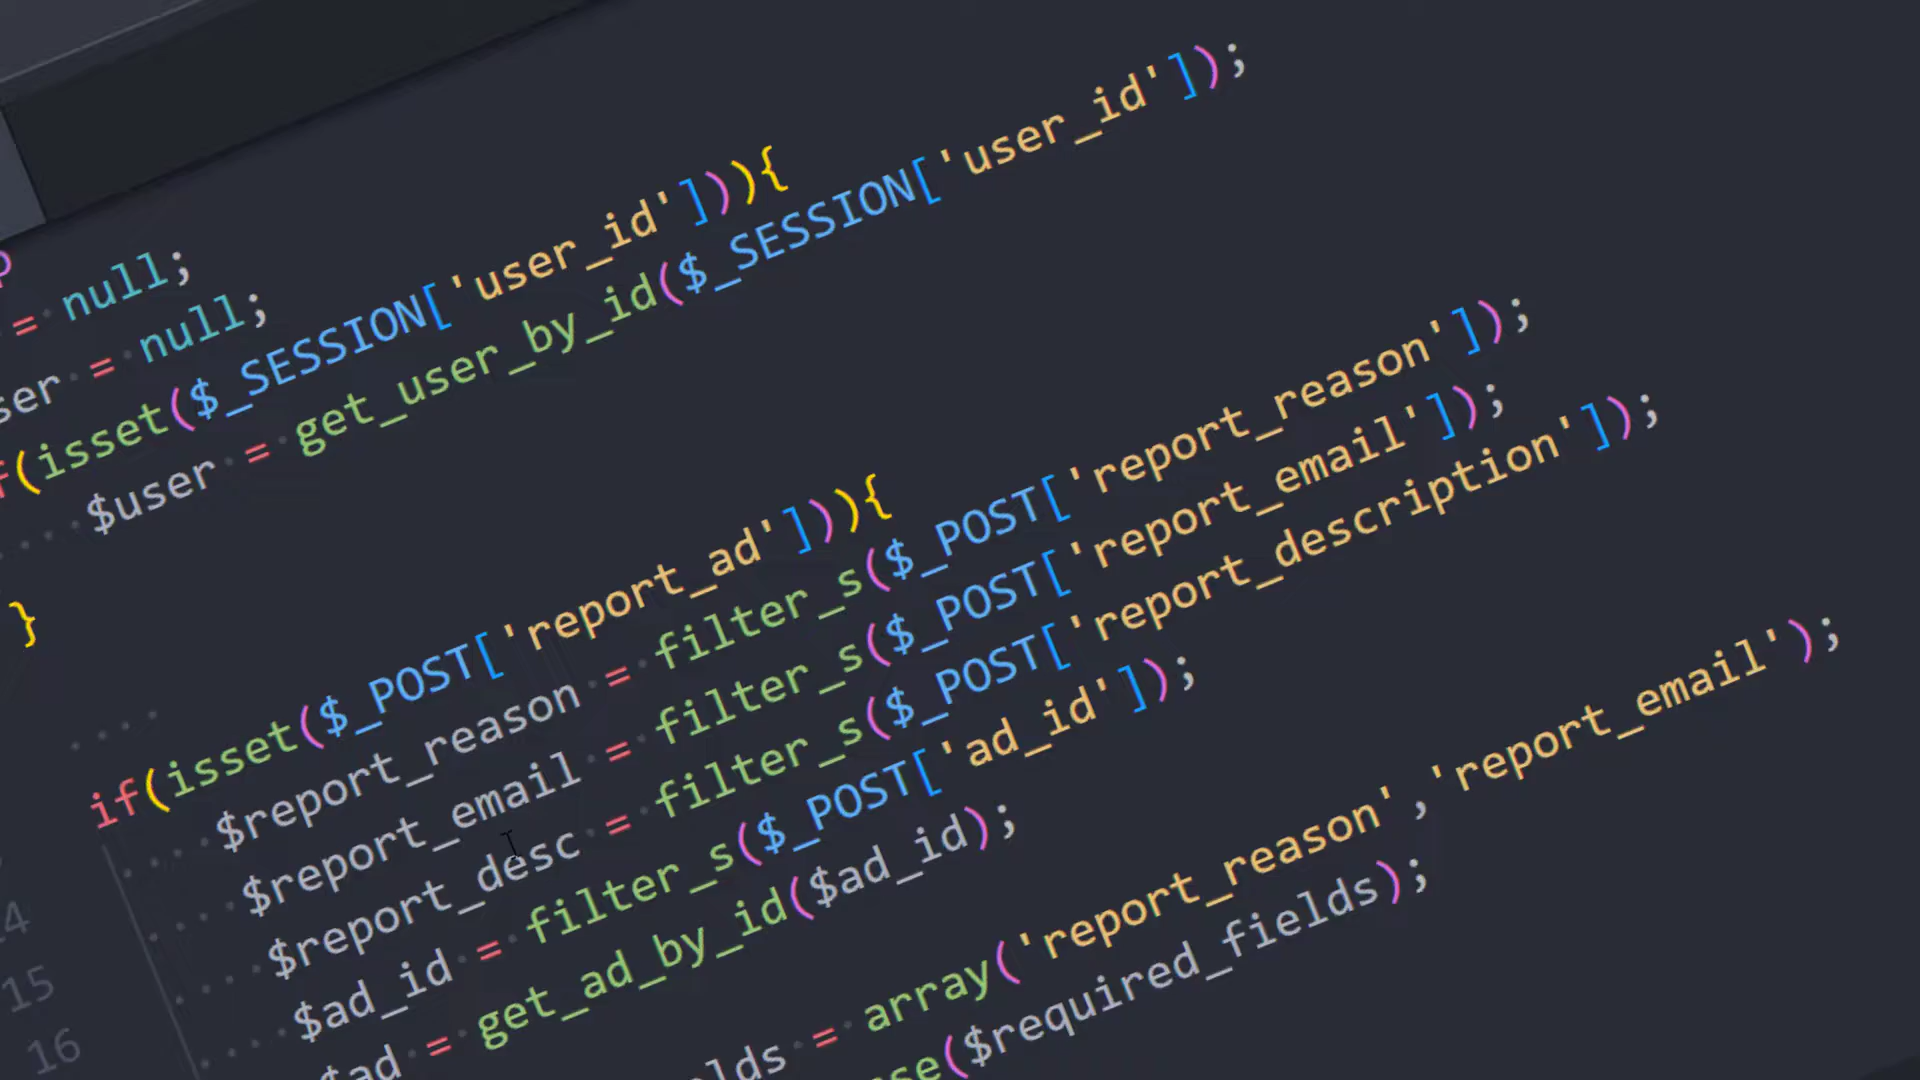 = null;
ser = null;
(isset($_SESSION['user_id'])){
$user = get_user_by_id($_SESSION['user_id']);
}
if(isset($_POST['report_ad'])){
$report_reason = filter_s($_POST['report_reason']);
$report_email = filter_s($_POST['report_email']);
14 $report_desc = filter_s($_POST['report_description']);
15 $ad_id = filter_s($_POST['ad_id']);
16 $ad = get_ad_by_id($ad_id);
lds = array('report_reason','report_email');
se($required_fields);